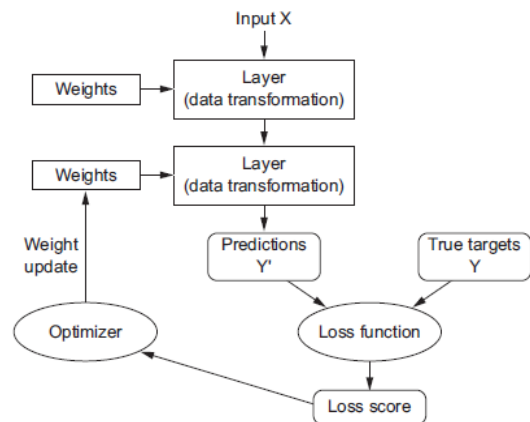 Input X
Weights
Layer
(data transformation)
Weights
Layer
(data transformation)
Weight
update
Predictions
Y'
True targets
Y
Optimizer
Loss function
Loss score